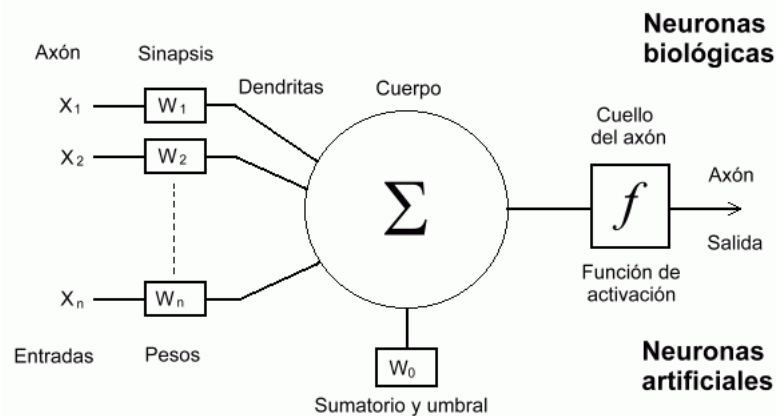 Neuronas
biológicas
Axón
Sinapsis
Dendritas
Cuerpo
X1
W1
X2
W2
Xn
Wn
Σ
Cuello
del axón
f
Axón
Salida
Función de
activación
Entradas
Pesos
W0
Sumatorio y umbral
Neuronas
artificiales